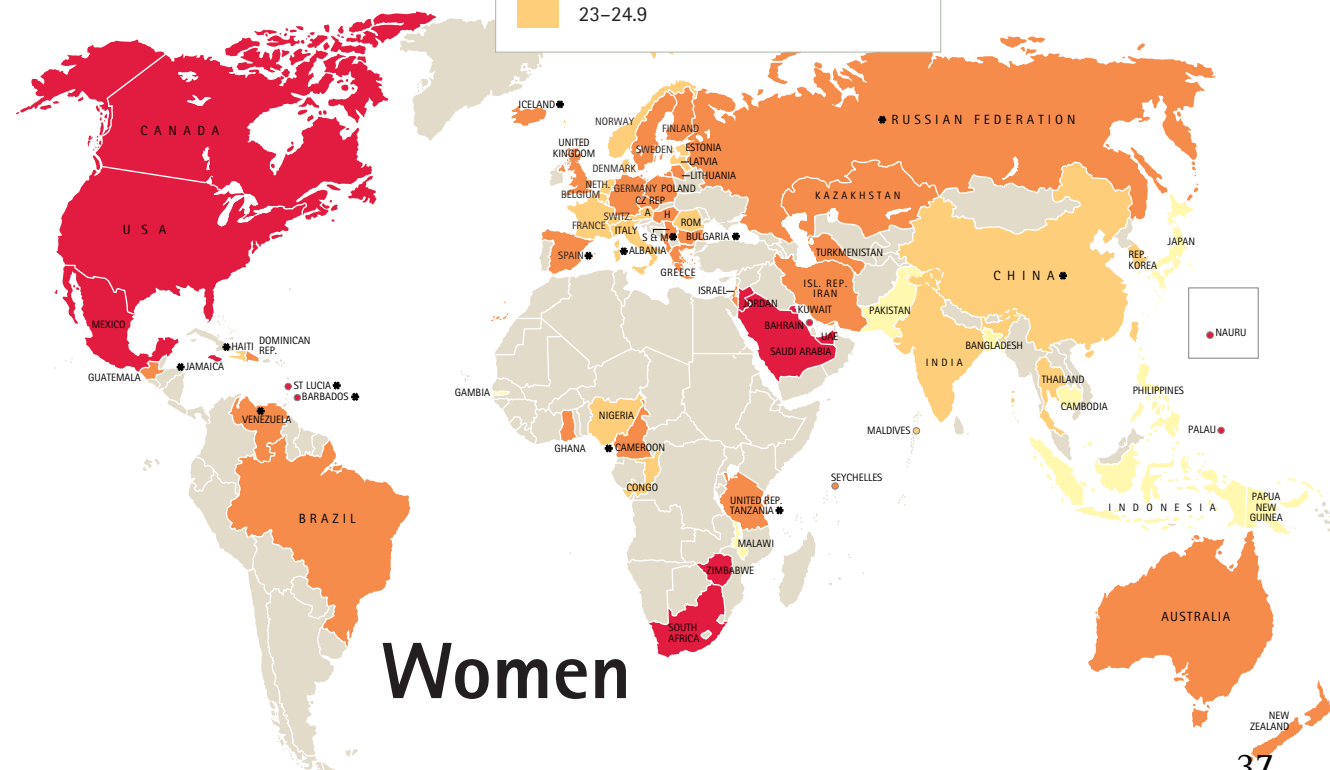 23–24.9
ICELAND
CANADA
RUSSIAN FEDERATION
NORWAY
FINLAND
UNITED
KINGDOM
SWEDEN
ESTONIA
LATVIA
DENMARK
LITHUANIA
NETH.
GERMANY
POLAND
BELGIUM
CZ REP
KAZAKHSTAN
SWITZ.
A
H
FRANCE
ITALY
ROM
USA
S & M
BULGARIA
JAPAN
SPAIN
ALBANIA
TURKMENISTAN
REP.
KOREA
GREECE
CHINA
ISRAEL
ISL. REP.
IRAN
JORDAN
KUWAIT
PAKISTAN
MEXICO
BAHRAIN
UAE
NAURU
HAITI
DOMINICAN
REP.
BANGLADESH
SAUDI ARABIA
JAMAICA
INDIA
GUATEMALA
THAILAND
ST LUCIA
BARBADOS
GAMBIA
PHILIPPINES
CAMBODIA
VENEZUELA
NIGERIA
MALDIVES
PALAU
GHANA
CAMEROON
SEYCHELLES
CONGO
UNITED REP.
TANZANIA
PAPUA
NEW
GUINEA
INDONESIA
BRAZIL
MALAWI
ZIMBABWE
AUSTRALIA
SOUTH
AFRICA
Women
NEW
ZEALAND
37